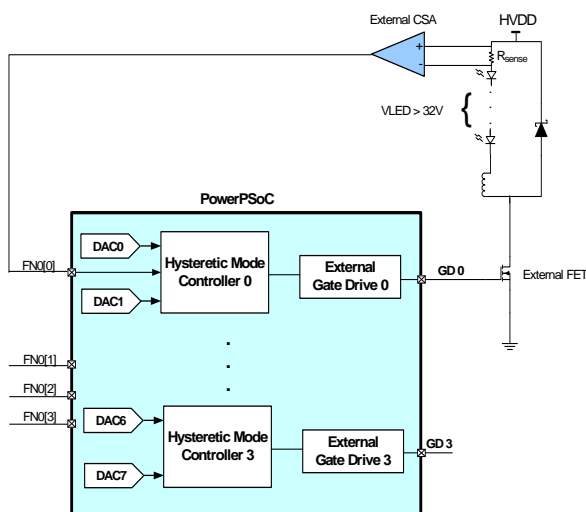 External CSA
HVDD
+
-
Rsense
VLED > 32V
{
PowerPSoC
DAC0
FN0[0]
Hysteretic Mode
Controller 0
External
Gate Drive 0
GD 0
External FET
DAC1
.
.
.
FN0[1]
FN0[2]
FN0[3]
DAC6
Hysteretic Mode
Controller 3
External
Gate Drive 3
GD 3
DAC7